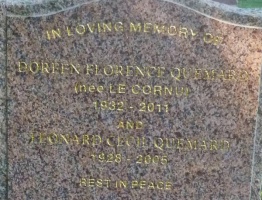 IN LOVING MEMORY OF
DOREEN FLORENCE QUEMARD
(née LE CORNU)
1932 - 2011
AND
LEONARD CECIL QUEMARD
1928 - 2005
REST IN PEACE